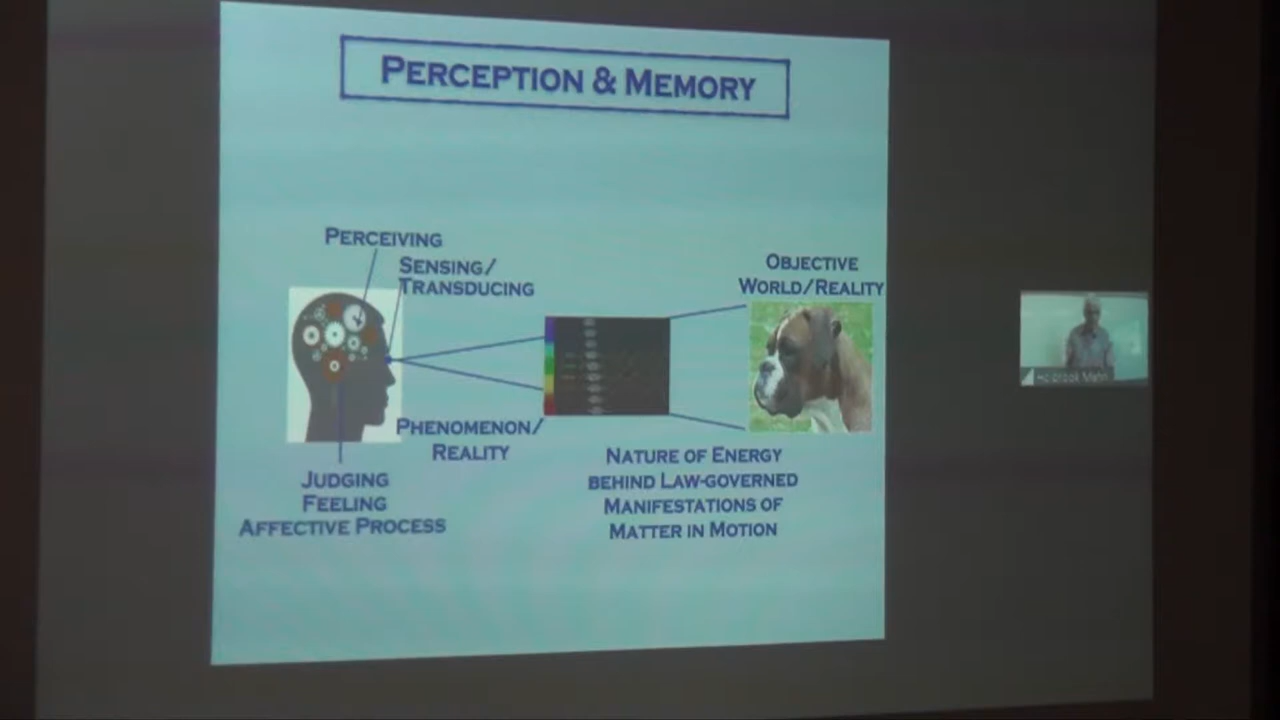 PERCEPTION & MEMORY
PERCEIVING
SENSING/
TRANSDUCING
OBJECTIVE
WORLD/REALITY
PHENOMENON/
REALITY
NATURE OF ENERGY
BEHIND LAW-GOVERNED
MANIFESTATIONS OF
MATTER IN MOTION
JUDGING
FEELING
AFFECTIVE PROCESS